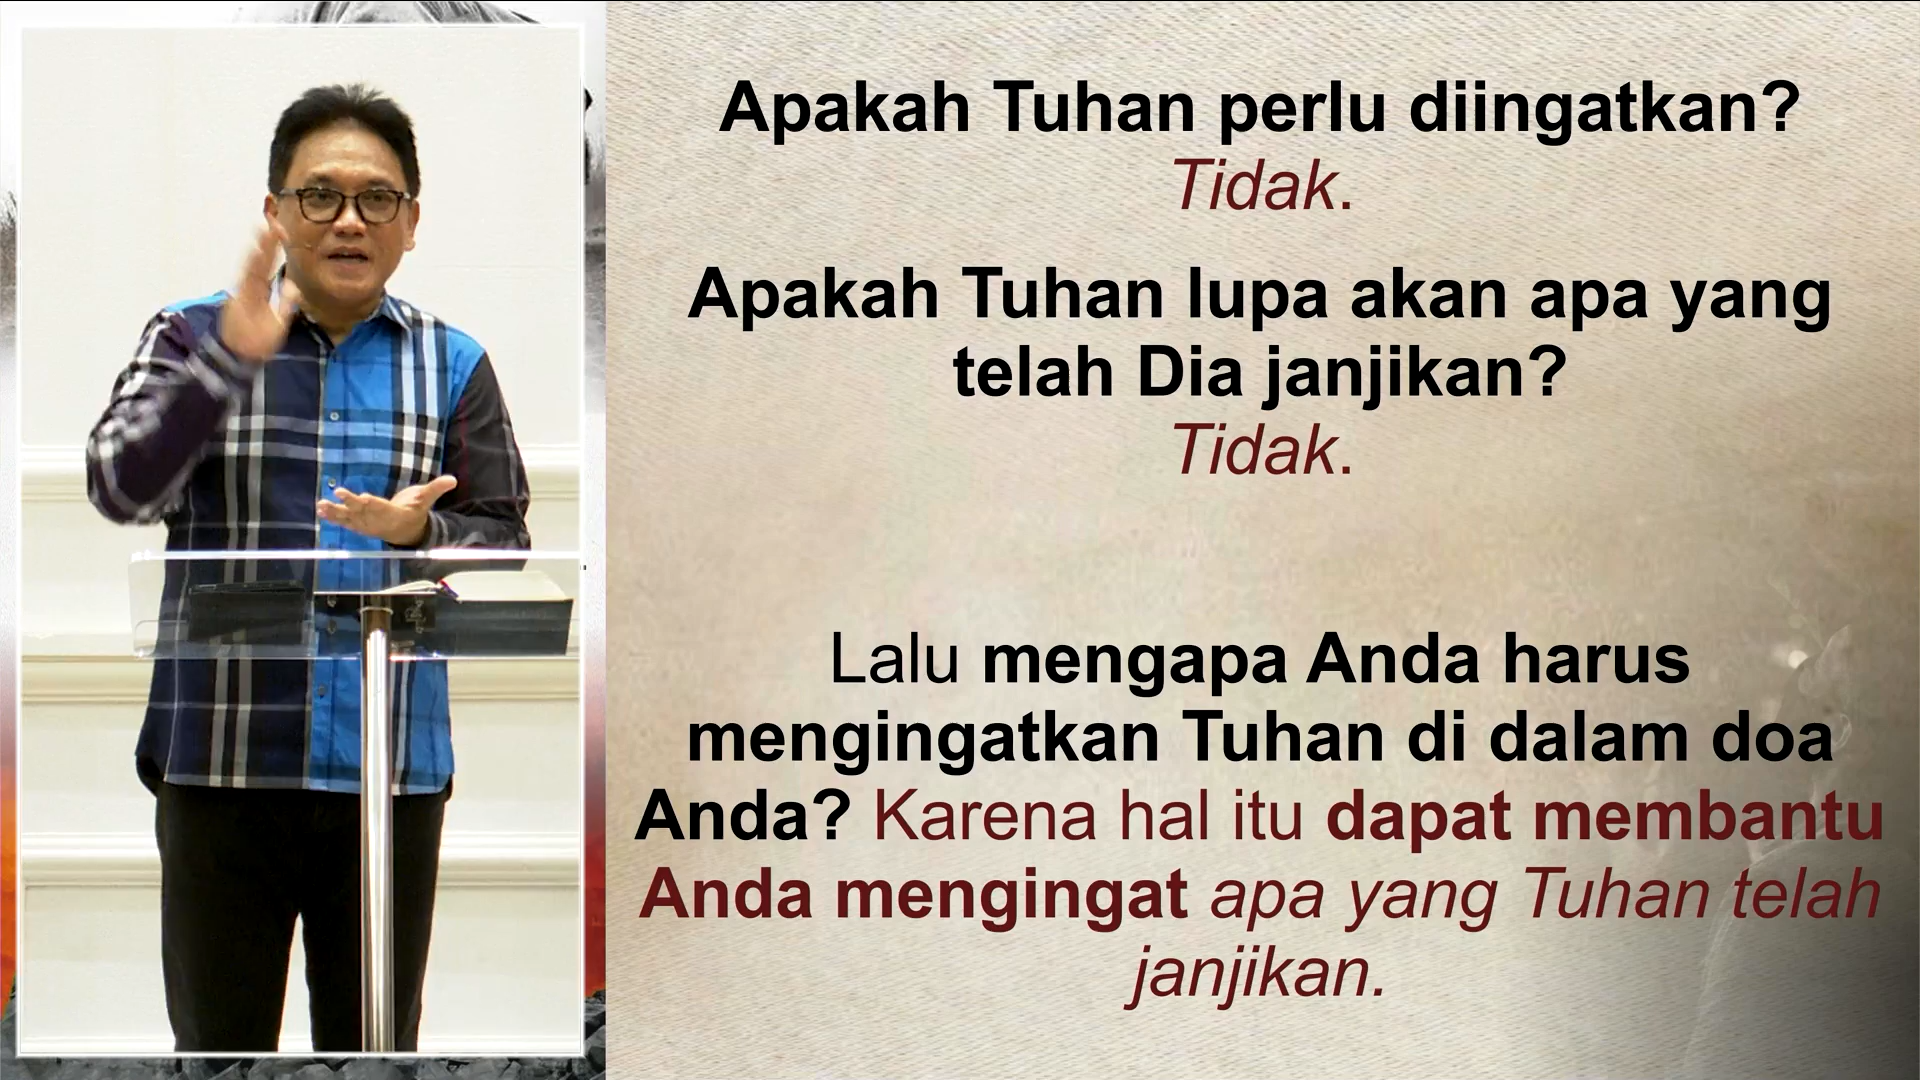 Apakah Tuhan perlu diingatkan?
Tidak.
Apakah Tuhan lupa akan apa yang
telah Dia janjikan?
Tidak.
Lalu mengapa Anda harus
mengingatkan Tuhan di dalam doa
Anda? Karena hal itu dapat membantu
Anda mengingat apa yang Tuhan telah
janjikan.